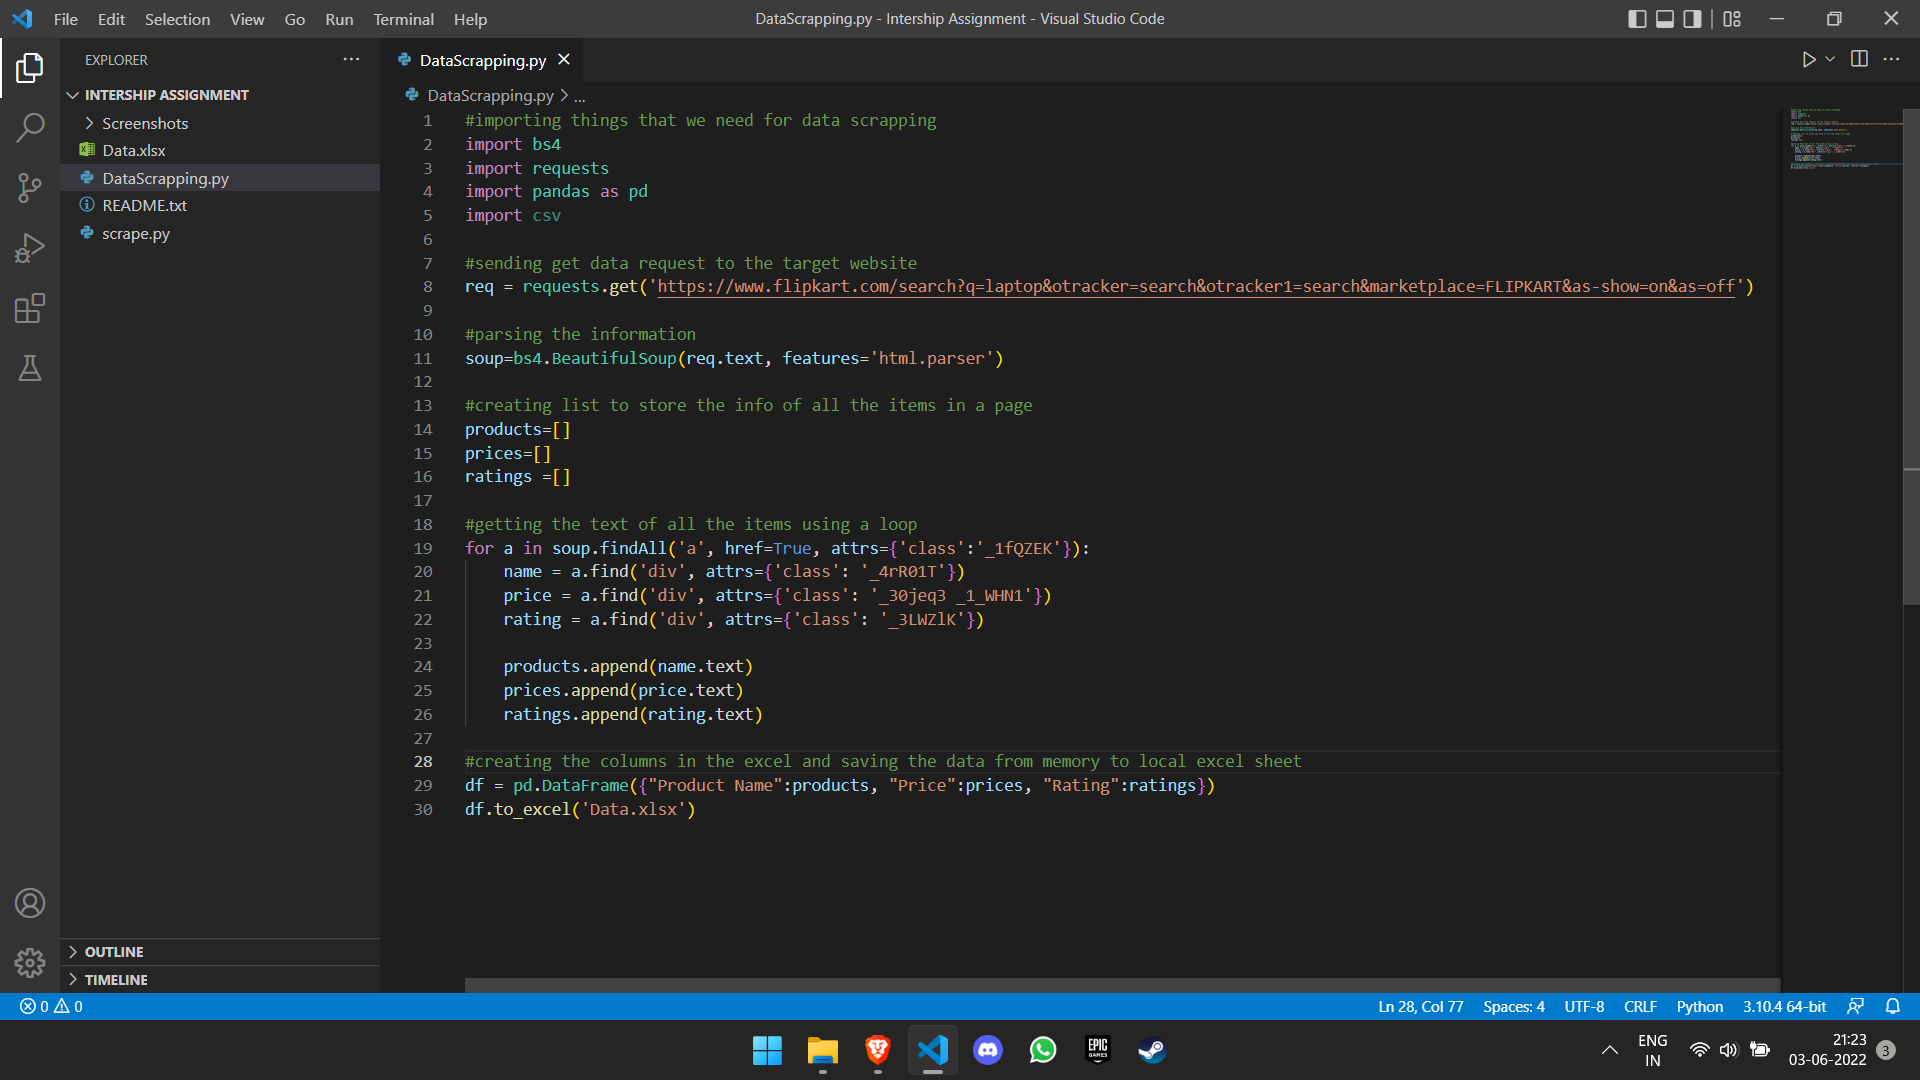 File Edit Selection View Go Run Terminal Help
DataScrapping.py - Intership Assignment - Visual Studio Code
EXPLORER
INTERSHIP ASSIGNMENT
Screenshots
Data.xlsx
DataScrapping.py
README.txt
scrape.py
OUTLINE
TIMELINE
DataScrapping.py
DataScrapping.py > ...
1 #importing things that we need for data scrapping
2 import bs4
3 import requests
4 import pandas as pd
5 import csv
6
7 #sending get data request to the target website
8 req = requests.get('https://www.flipkart.com/search?q=laptop&otracker=search&otracker1=search&marketplace=FLIPKART&as-show=on&as=off')
9
10 #parsing the information
11 soup=bs4.BeautifulSoup(req.text, features='html.parser')
12
13 #creating list to store the info of all the items in a page
14 products=[]
15 prices=[]
16 ratings =[]
17
18 #getting the text of all the items using a loop
19 for a in soup.findAll('a', href=True, attrs={'class':'_1fQZEK'}):
20     name = a.find('div', attrs={'class': '_4rR01T'})
21     price = a.find('div', attrs={'class': '_30jeq3 _1_WHN1'})
22     rating = a.find('div', attrs={'class': '_3LWZlK'})
23
24     products.append(name.text)
25     prices.append(price.text)
26     ratings.append(rating.text)
27
28 #creating the columns in the excel and saving the data from memory to local excel sheet
29 df = pd.DataFrame({"Product Name":products, "Price":prices, "Rating":ratings})
30 df.to_excel('Data.xlsx')
0 0
Ln 28, Col 77 Spaces: 4 UTF-8 CRLF Python 3.10.4 64-bit
EPIC
GAMES
ENG
IN
21:23
03-06-2022
3